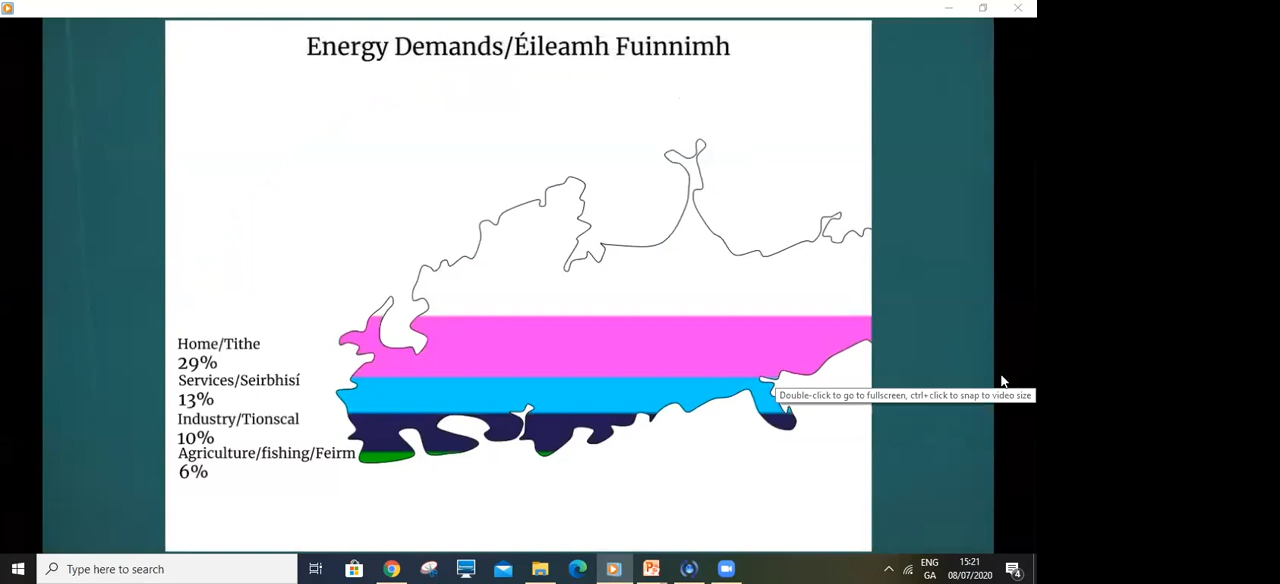 Energy Demands/Éileamh Fuinnimh
Home/Tithe
29%
Services/Seirbhisí
13%
Industry/Tionscal
10%
Agriculture/fishing/Feirm
6%
Double-click to go to fullscreen, ctrl+click to snap to video size
Type here to search
ENG
GA
15:21
08/07/2020
4